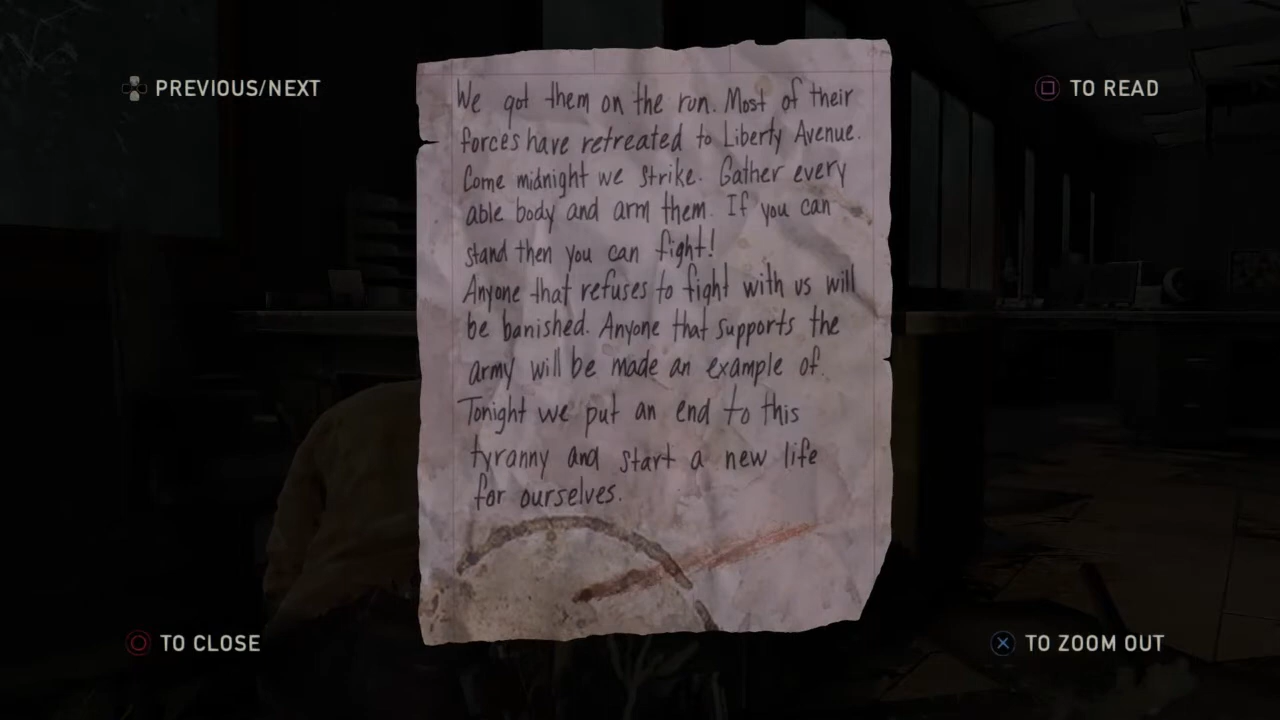 PREVIOUS/NEXT
TO READ
We got them on the run. Most of their
forces have retreated to Liberty Avenue.
Come midnight we strike. Gather every
able body and arm them. If you can
stand then you can fight!
Anyone that refuses to fight with us will
be banished. Anyone that supports the
army will be made an example of.
Tonight we put an end to this
tyranny and start a new life
for ourselves.
TO CLOSE
TO ZOOM OUT